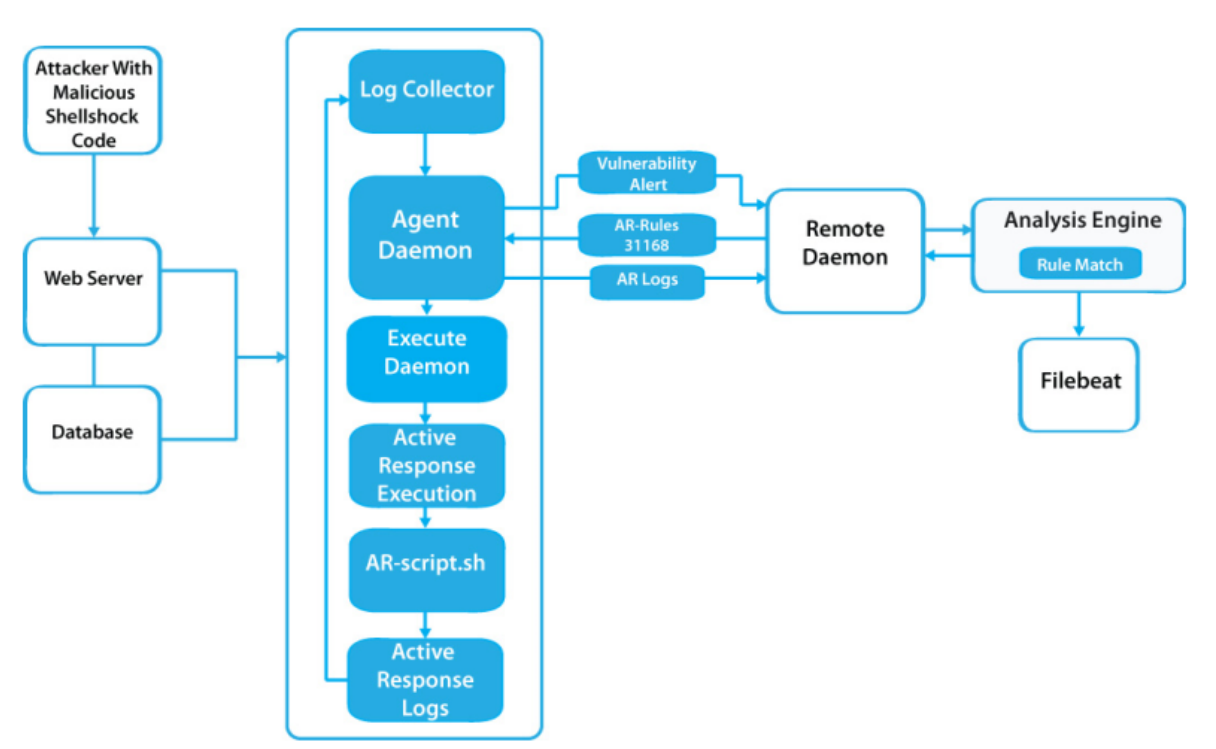 Attacker With
Malicious
Shellshock
Code
Web Server
Database
Log Collector
Agent
Daemon
Execute
Daemon
Active
Response
Execution
AR-script.sh
Active
Response
Logs
Vulnerability
Alert
AR-Rules
31168
AR Logs
Remote
Daemon
Analysis Engine
Rule Match
Filebeat